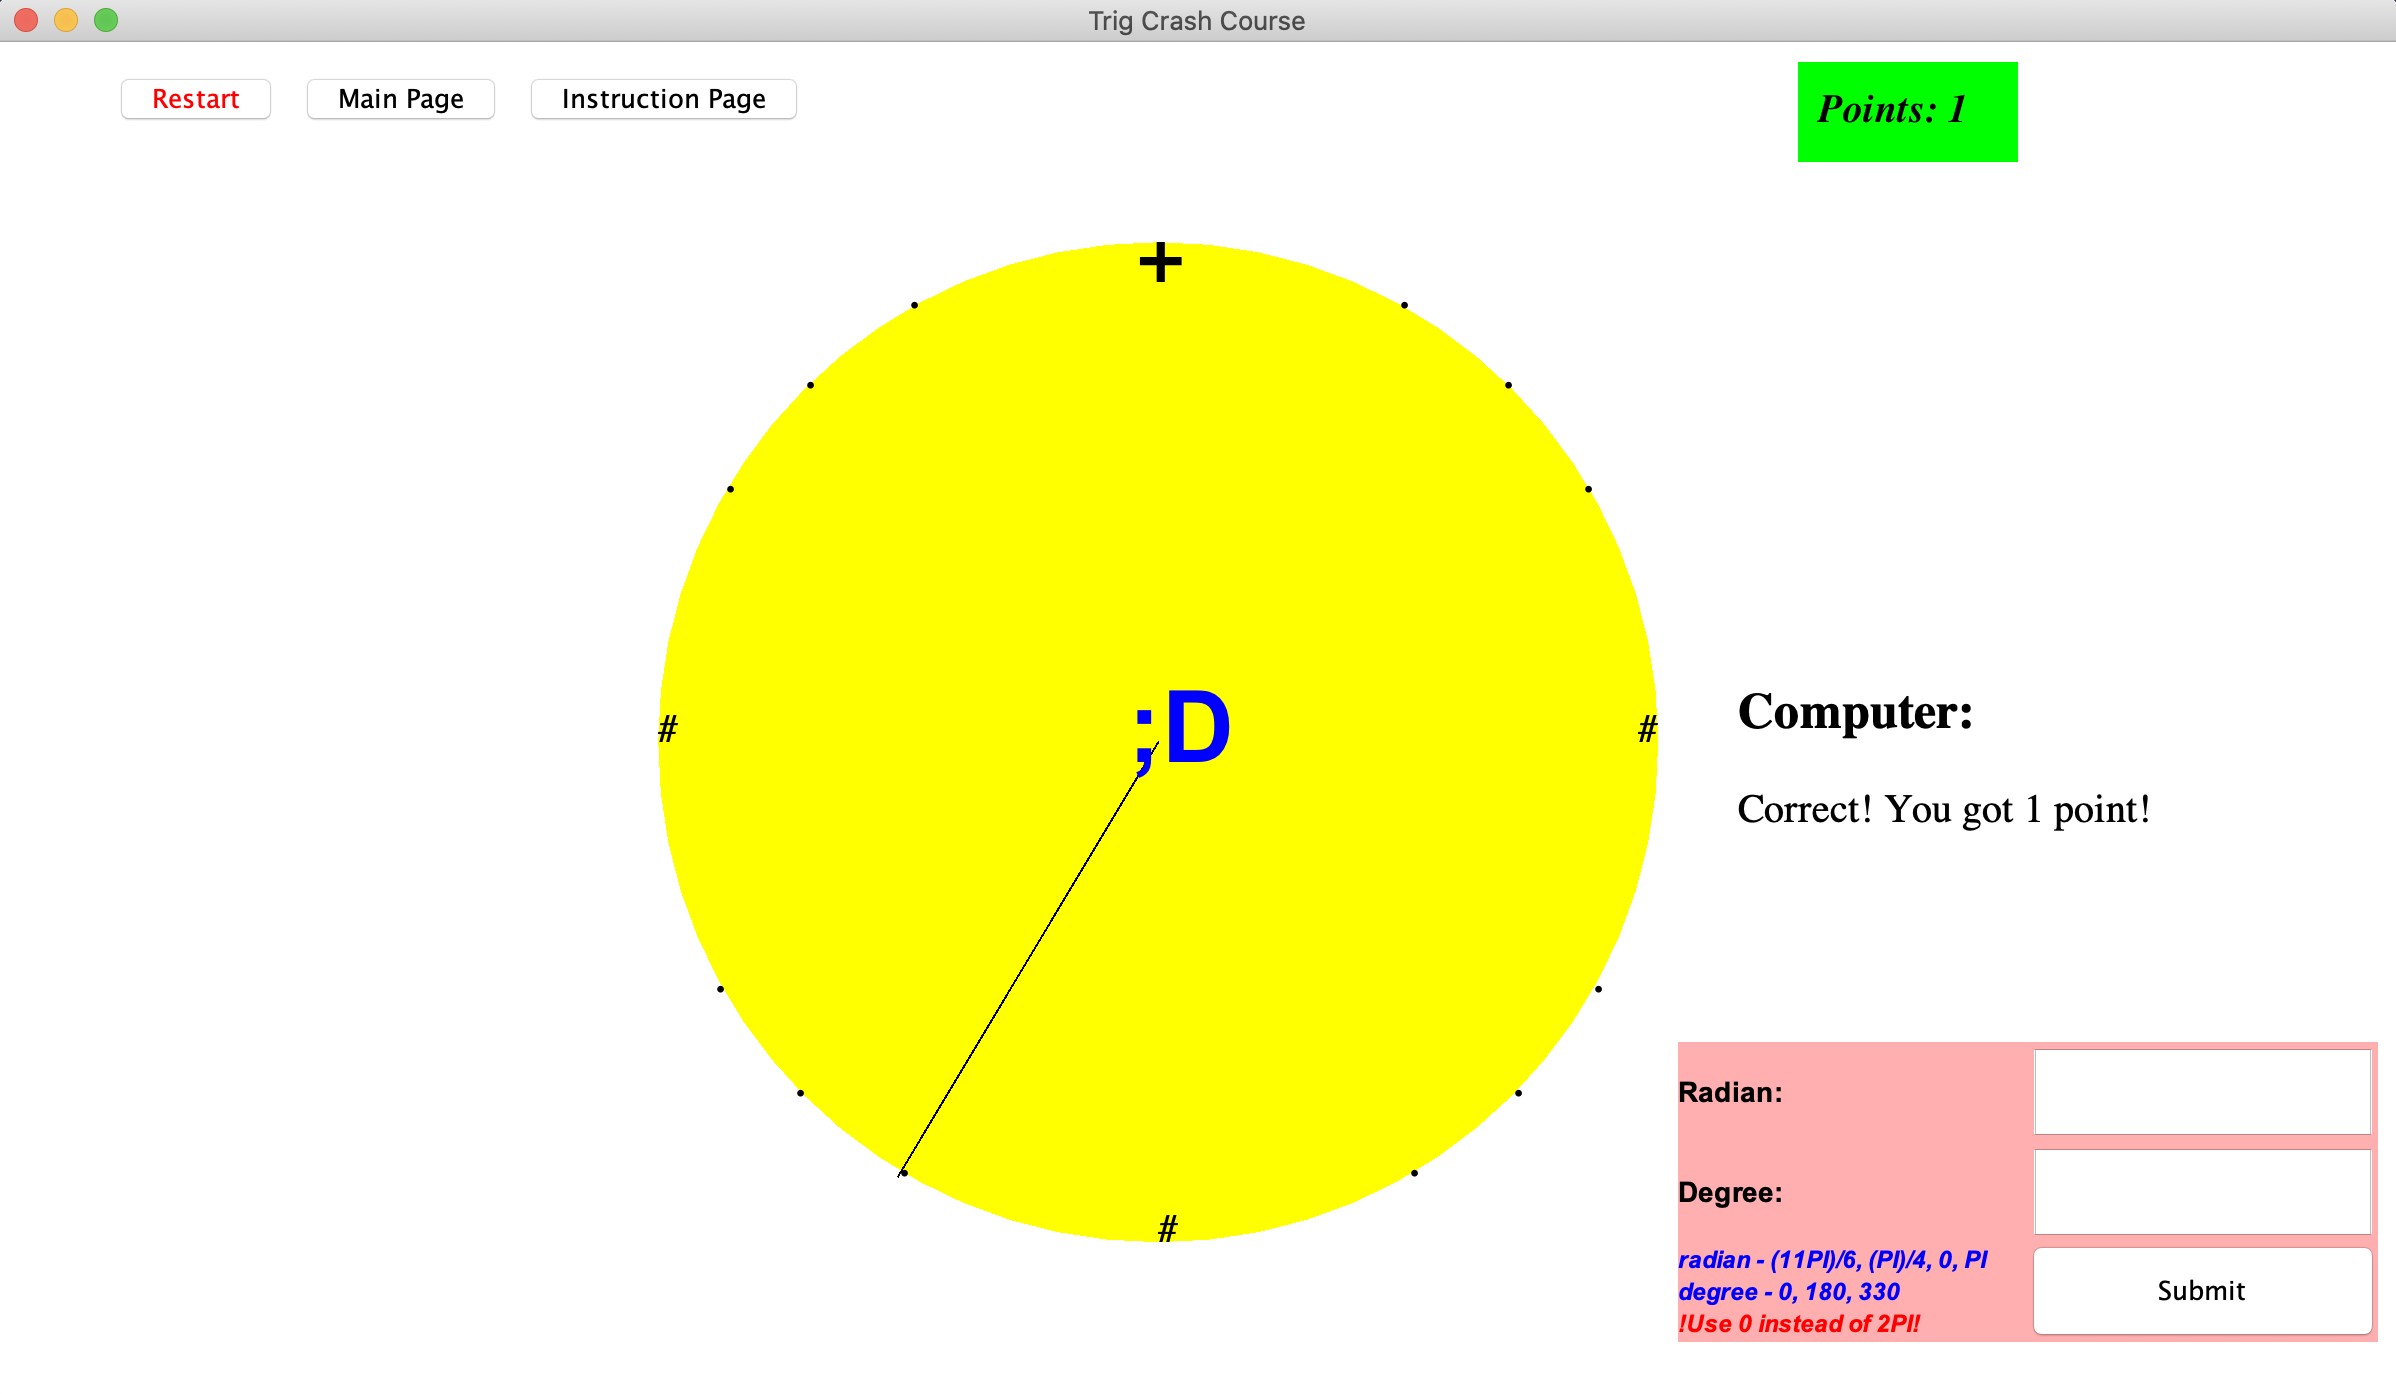 Trig Crash Course
Restart
Main Page
Instruction Page
Points: 1
+
;D
#
#
Computer:
Correct! You got 1 point!
Radian:
Degree:
#
radian - (11PI)/6, (PI)/4, 0, PI
degree - 0, 180, 330
!Use 0 instead of 2PI!
Submit